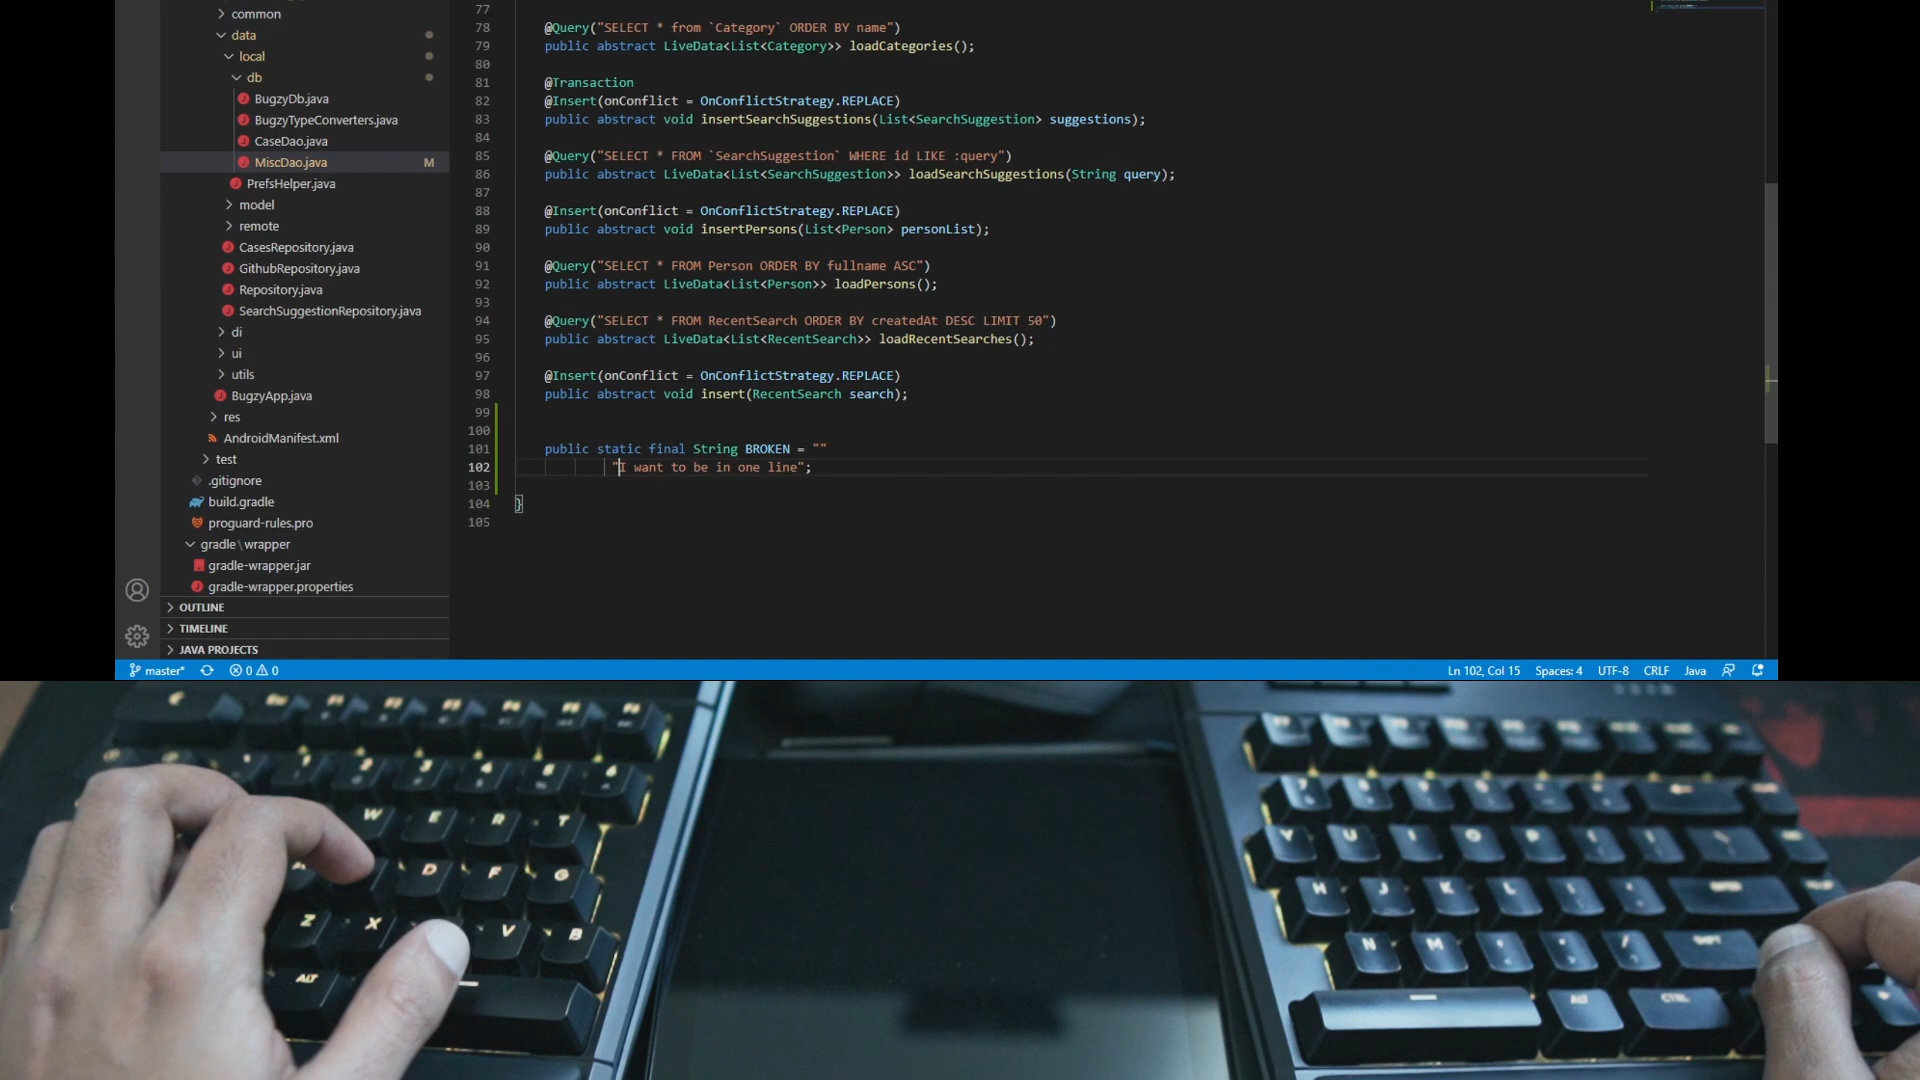 common
data
local
db
BugzyDb.java
BugzyTypeConverters.java
CaseDao.java
MiscDao.java M
PrefsHelper.java
model
remote
CasesRepository.java
GithubRepository.java
Repository.java
SearchSuggestionRepository.java
di
ui
utils
BugzyApp.java
res
AndroidManifest.xml
test
.gitignore
build.gradle
proguard-rules.pro
gradle\wrapper
gradle-wrapper.jar
gradle-wrapper.properties
OUTLINE
TIMELINE
JAVA PROJECTS
77
78 @Query("SELECT * from `Category` ORDER BY name")
79 public abstract LiveData<List<Category>> loadCategories();
80
81 @Transaction
82 @Insert(onConflict = OnConflictStrategy.REPLACE)
83 public abstract void insertSearchSuggestions(List<SearchSuggestion> suggestions);
84
85 @Query("SELECT * FROM `SearchSuggestion` WHERE id LIKE :query")
86 public abstract LiveData<List<SearchSuggestion>> loadSearchSuggestions(String query);
87
88 @Insert(onConflict = OnConflictStrategy.REPLACE)
89 public abstract void insertPersons(List<Person> personList);
90
91 @Query("SELECT * FROM Person ORDER BY fullname ASC")
92 public abstract LiveData<List<Person>> loadPersons();
93
94 @Query("SELECT * FROM RecentSearch ORDER BY createdAt DESC LIMIT 50")
95 public abstract LiveData<List<RecentSearch>> loadRecentSearches();
96
97 @Insert(onConflict = OnConflictStrategy.REPLACE)
98 public abstract void insert(RecentSearch search);
99
100
101 public static final String BROKEN = ""
102 "I want to be in one line";
103
104 }
105
master* 0 0 Ln 102, Col 15 Spaces: 4 UTF-8 CRLF Java
W E R T
D F G
Z X V B
ALT
Y U I O P
H J K L
N M
ALT CTRL